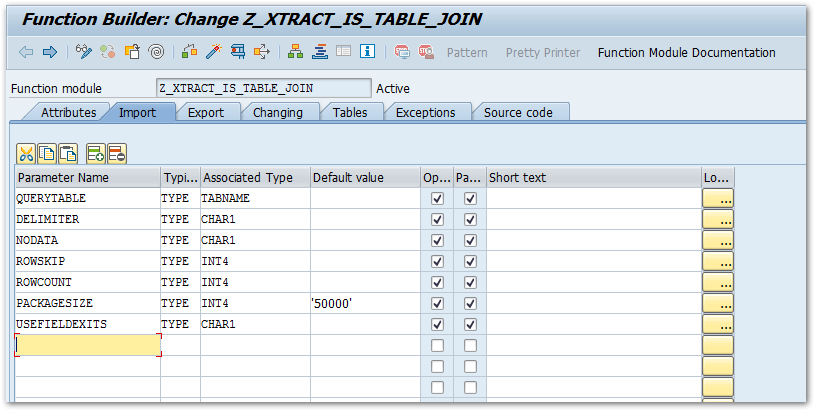 Function Builder: Change Z_XTRACT_IS_TABLE_JOIN
Pattern Pretty Printer Function Module Documentation
Function module Z_XTRACT_IS_TABLE_JOIN Active
Attributes Import Export Changing Tables Exceptions Source code
Parameter Name Typi... Associated Type Default value Op... Pa... Short text Lo...
QUERYTABLE TYPE TABNAME ...
DELIMITER TYPE CHAR1 ...
NODATA TYPE CHAR1 ...
ROWSKIP TYPE INT4 ...
ROWCOUNT TYPE INT4 ...
PACKAGESIZE TYPE INT4 '50000' ...
USEFIELDEXITS TYPE CHAR1 ...